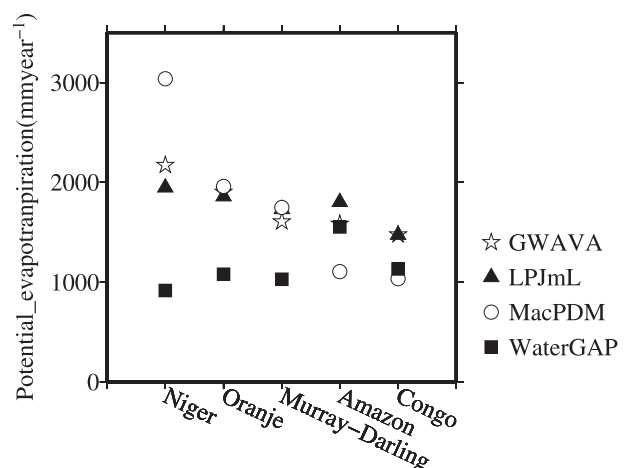 Potential_evapotranpiration(mmyear⁻¹)
3000
2000
1000
0
Niger
Oranje
Murray–Darling
Amazon
Congo
GWAVA
LPJmL
MacPDM
WaterGAP